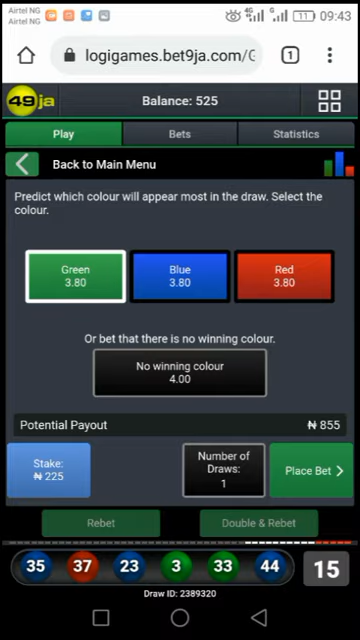 Airtel NG
Airtel NG
4G
G
11
09:43
logigames.bet9ja.com/G
1
49ja
Balance: 525
Play
Bets
Statistics
Back to Main Menu
Predict which colour will appear most in the draw. Select the
colour.
Green
3.80
Blue
3.80
Red
3.80
Or bet that there is no winning colour.
No winning colour
4.00
Potential Payout
₦ 855
Stake:
₦ 225
Number of
Draws:
1
Place Bet
Rebet
Double & Rebet
35
37
23
3
33
44
15
Draw ID: 2389320